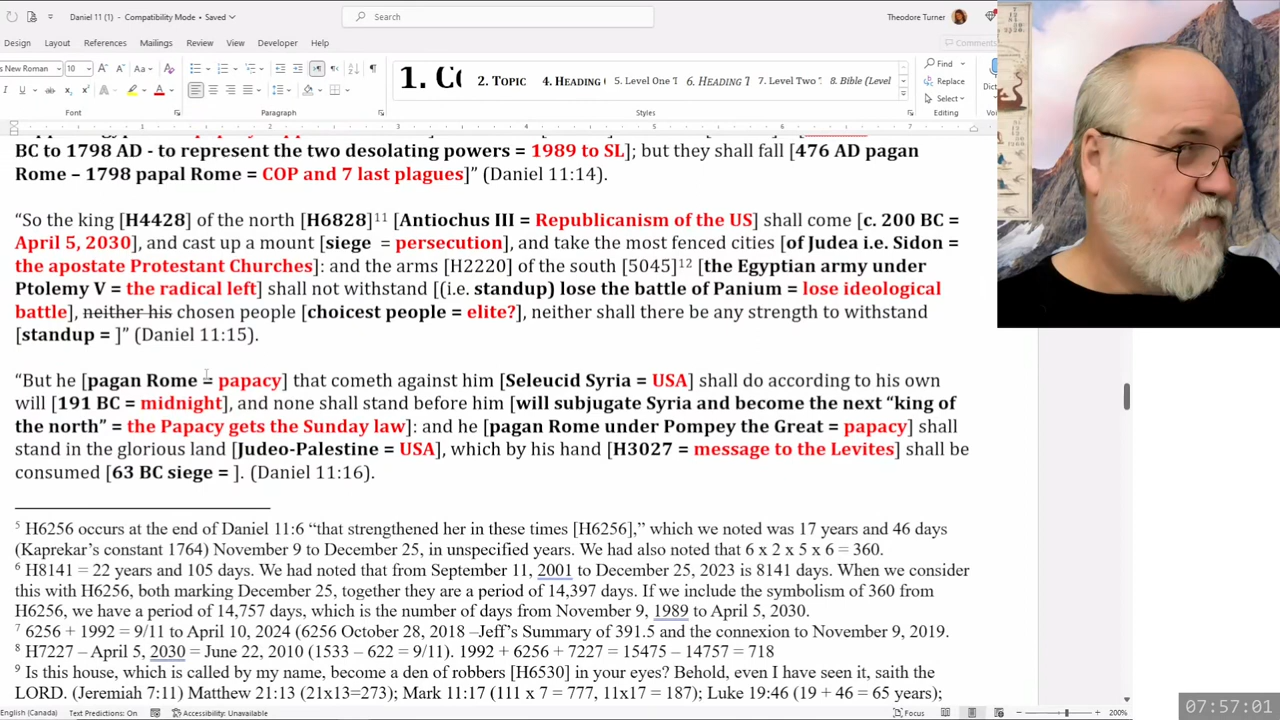 Daniel 11 (1) - Compatibility Mode • Saved
Search
Theodore Turner
Design Layout References Mailings Review View Developer Help
Comments
New Roman 10
1. Co 2. Topic 4. Heading 5. Level One T 6. Heading T 7. Level Two 8. Bible (Level
Find
Replace
Select
Font Paragraph Styles
BC to 1798 AD - to represent the two desolating powers = 1989 to SL]; but they shall fall [476 AD pagan
Rome – 1798 papal Rome = COP and 7 last plagues]” (Daniel 11:14).
“So the king [H4428] of the north [H6828]11 [Antiochus III = Republicanism of the US] shall come [c. 200 BC =
April 5, 2030], and cast up a mount [siege = persecution], and take the most fenced cities [of Judea i.e. Sidon =
the apostate Protestant Churches]: and the arms [H2220] of the south [5045]12 [the Egyptian army under
Ptolemy V = the radical left] shall not withstand [(i.e. standup) lose the battle of Panium = lose ideological
battle], neither his chosen people [choicest people = elite?], neither shall there be any strength to withstand
[standup = ]” (Daniel 11:15).
“But he [pagan Rome = papacy] that cometh against him [Seleucid Syria = USA] shall do according to his own
will [191 BC = midnight], and none shall stand before him [will subjugate Syria and become the next “king of
the north” = the Papacy gets the Sunday law]: and he [pagan Rome under Pompey the Great = papacy] shall
stand in the glorious land [Judeo-Palestine = USA], which by his hand [H3027 = message to the Levites] shall be
consumed [63 BC siege = ]. (Daniel 11:16).
5 H6256 occurs at the end of Daniel 11:6 “that strengthened her in these times [H6256],” which we noted was 17 years and 46 days
(Kaprekar’s constant 1764) November 9 to December 25, in unspecified years. We had also noted that 6 x 2 x 5 x 6 = 360.
6 H8141 = 22 years and 105 days. We had noted that from September 11, 2001 to December 25, 2023 is 8141 days. When we consider
this with H6256, both marking December 25, together they are a period of 14,397 days. If we include the symbolism of 360 from
H6256, we have a period of 14,757 days, which is the number of days from November 9, 1989 to April 5, 2030.
7 6256 + 1992 = 9/11 to April 10, 2024 (6256 October 28, 2018 –Jeff’s Summary of 391.5 and the connexion to November 9, 2019.
8 H7227 – April 5, 2030 = June 22, 2010 (1533 – 622 = 9/11). 1992 + 6256 + 7227 = 15475 – 14757 = 718
9 Is this house, which is called by my name, become a den of robbers [H6530] in your eyes? Behold, even I have seen it, saith the
LORD. (Jeremiah 7:11) Matthew 21:13 (21x13=273); Mark 11:17 (111 x 7 = 777, 11x17 = 187); Luke 19:46 (19 + 46 = 65 years);
English (Canada) Text Predictions: On Accessibility: Unavailable Focus 200%
07:57:01